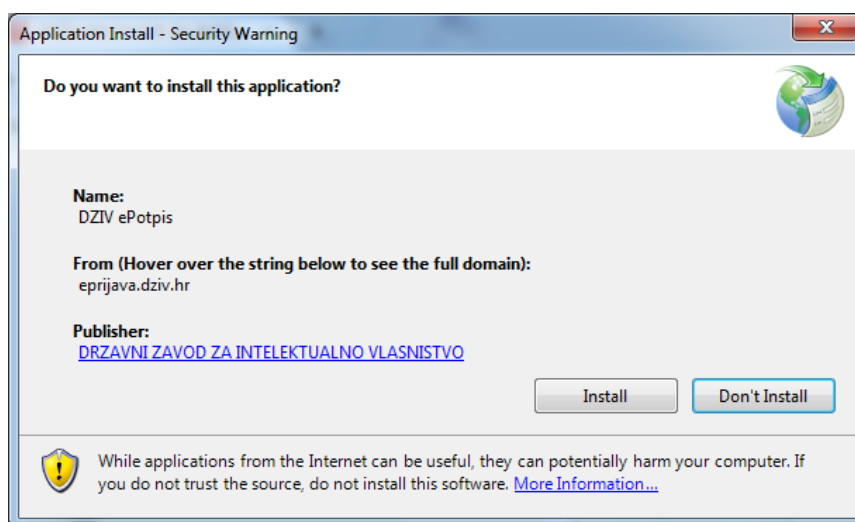 Application Install - Security Warning
Do you want to install this application?
Name:
DZIV ePotpis
From (Hover over the string below to see the full domain):
eprijava.dziv.hr
Publisher:
DRZAVNI ZAVOD ZA INTELEKTUALNO VLASNISTVO
Install
Don't Install
While applications from the Internet can be useful, they can potentially harm your computer. If
you do not trust the source, do not install this software. More Information...